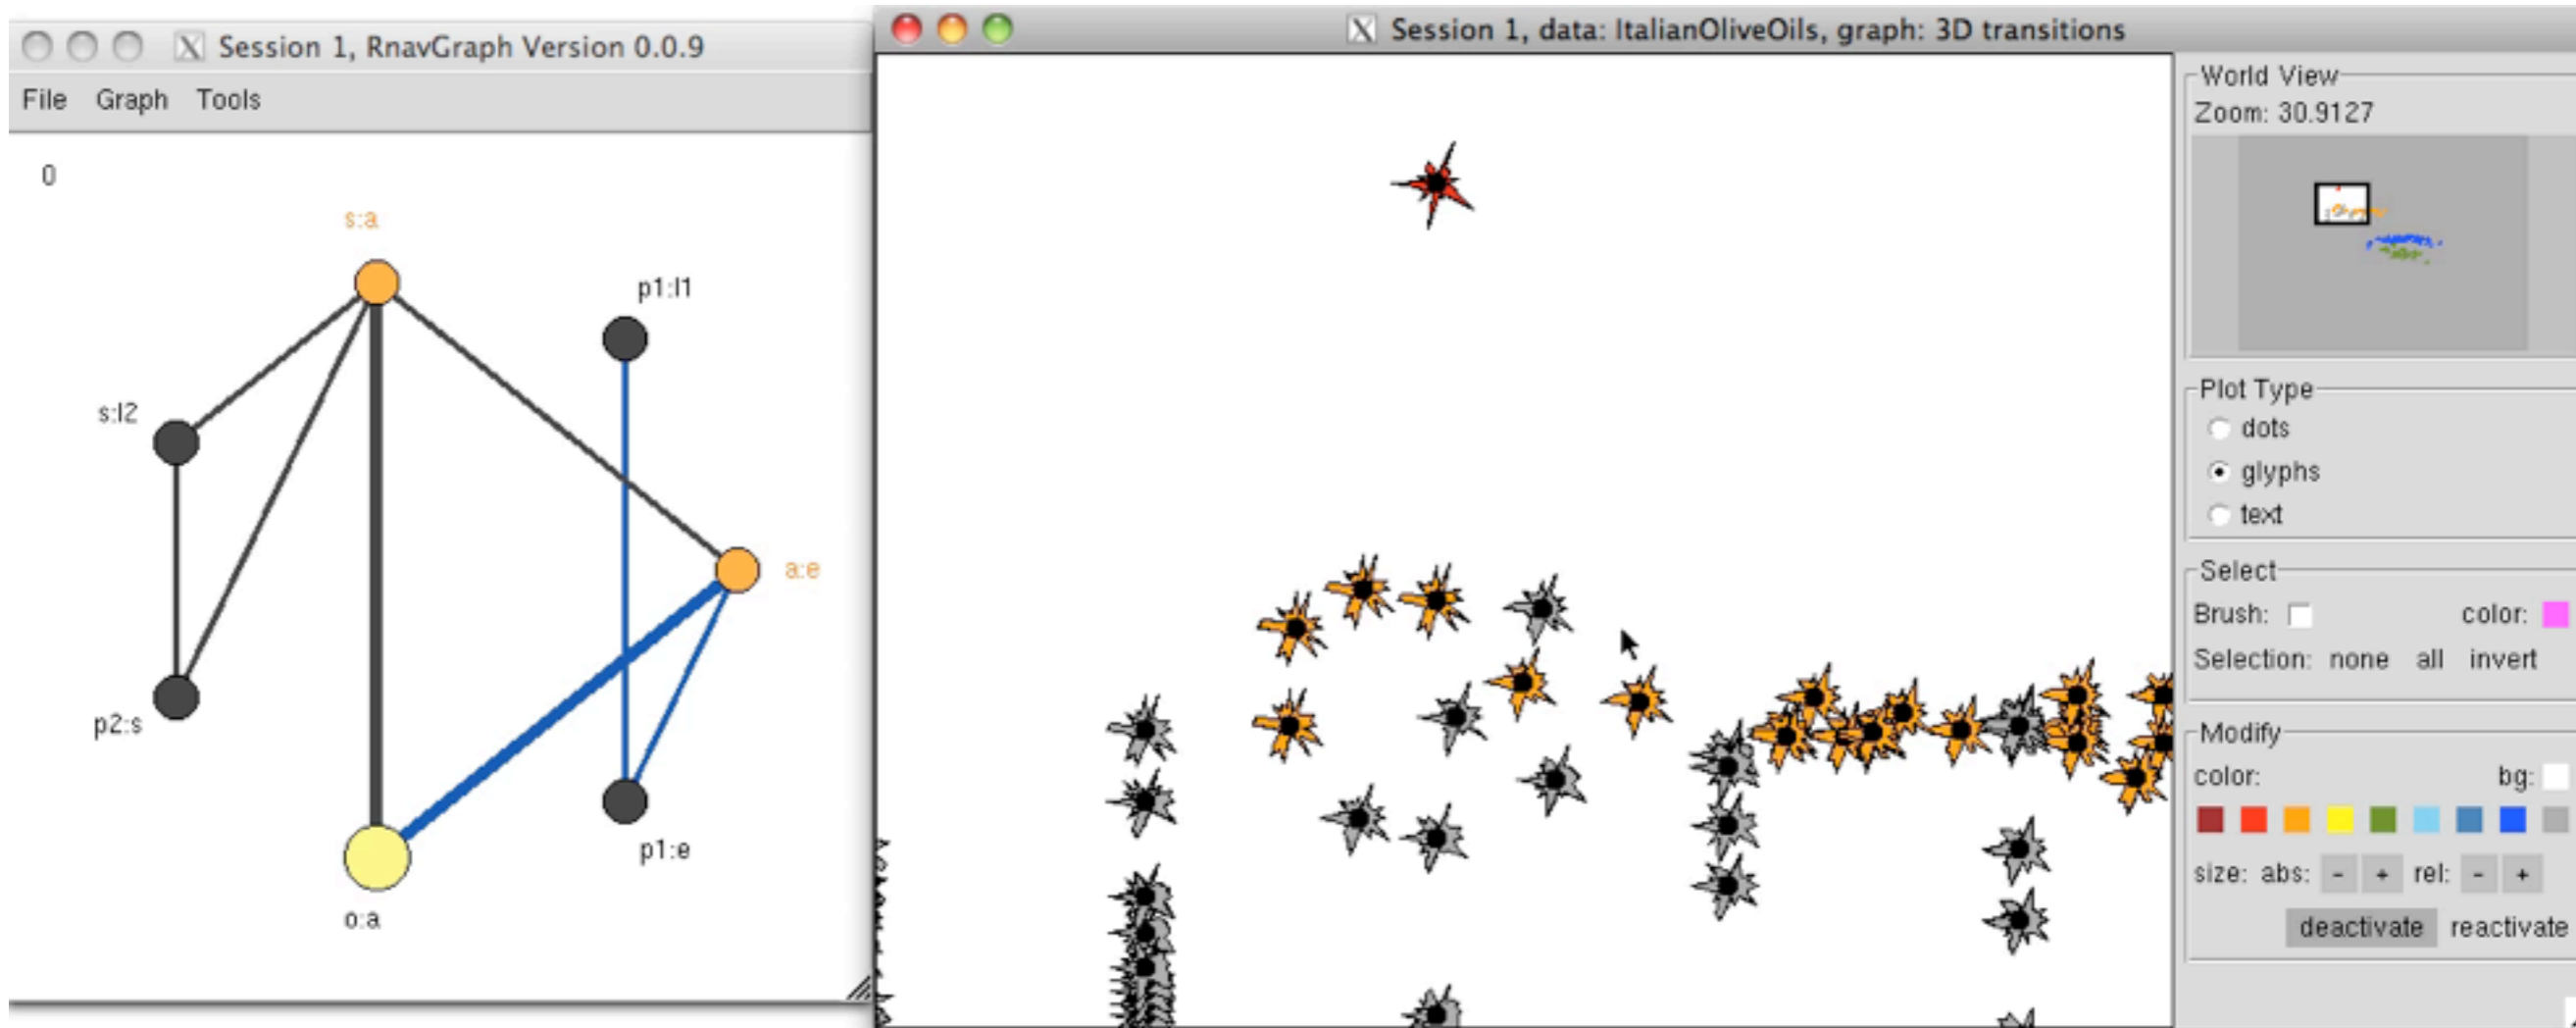 Session 1, RnavGraph Version 0.0.9
File Graph Tools
0
s:a
p1:l1
s:l2
a:e
p2:s
p1:e
o:a
Session 1, data: ItalianOliveOils, graph: 3D transitions
World View
Zoom: 30.9127
Plot Type
dots
glyphs
text
Select
Brush: color:
Selection: none all invert
Modify
color: bg:
size: abs: - + rel: - +
deactivate reactivate